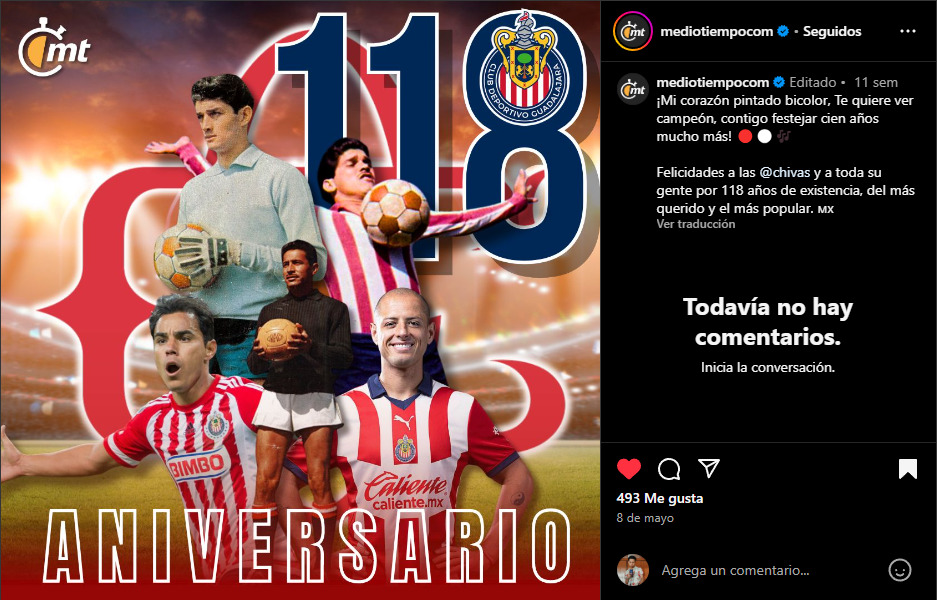 mt
118
CLUB DEPORTIVO GUADALAJARA
BIMBO
Caliente
caliente.mx
ANIVERSARIO
mt
mediotiempocom • Seguidos
mt
mediotiempocom Editado • 11 sem
¡Mi corazón pintado bicolor, Te quiere ver
campeón, contigo festejar cien años
mucho más! 🔴⚪🎶
Felicidades a las @chivas y a toda su
gente por 118 años de existencia, del más
querido y el más popular. 🇲🇽
Ver traducción
Todavía no hay
comentarios.
Inicia la conversación.
493 Me gusta
8 de mayo
Agrega un comentario...